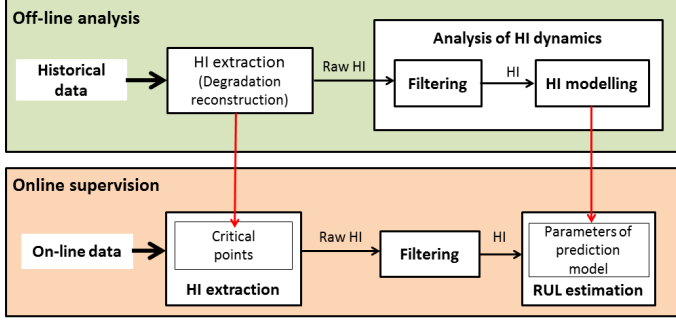 Off-line analysis
Analysis of HI dynamics
Historical
data
HI extraction
(Degradation
reconstruction)
Raw HI
Filtering
HI
HI modelling
Online supervision
On-line data
Critical
points
HI extraction
Raw HI
Filtering
HI
Parameters of
prediction
model
RUL estimation